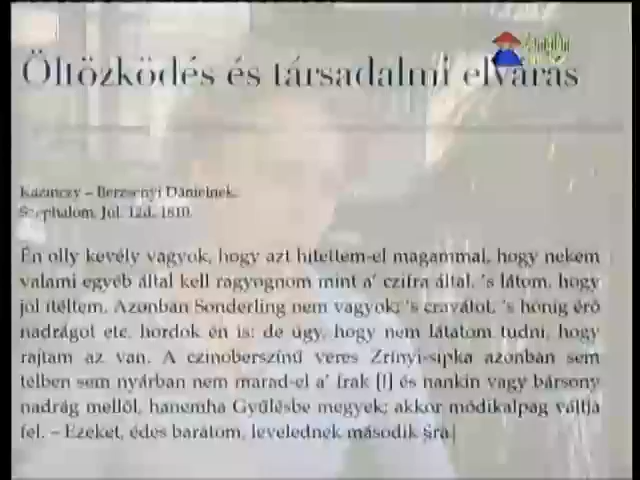 Öltözködés és társadalmi elvárás
Kazinczy – Berzsenyi Dánielnek.
Széphalom, Júl. 12d. 1810.
Én olly kevély vagyok, hogy azt hitettem-el magammal, hogy nekem
valami egyéb által kell ragyognom mint a' czifra által, 's látom, hogy
jól ítéltem. Azonban Sonderling nem vagyok; 's cravátot, 's hónig érő
nadrágot etc. hordok én is: de úgy, hogy nem láttatom tudni, hogy
rajtam az van. A czinoberszínű veres Zrínyi-sipka azonban sem
télben sem nyárban nem marad-el a' frak [!] és nankin vagy bársony
nadrág mellől, hanemha Gyűlésbe megyek; akkor módikalpag váltja
fel. – Ezeket, édes barátom, levelednek második